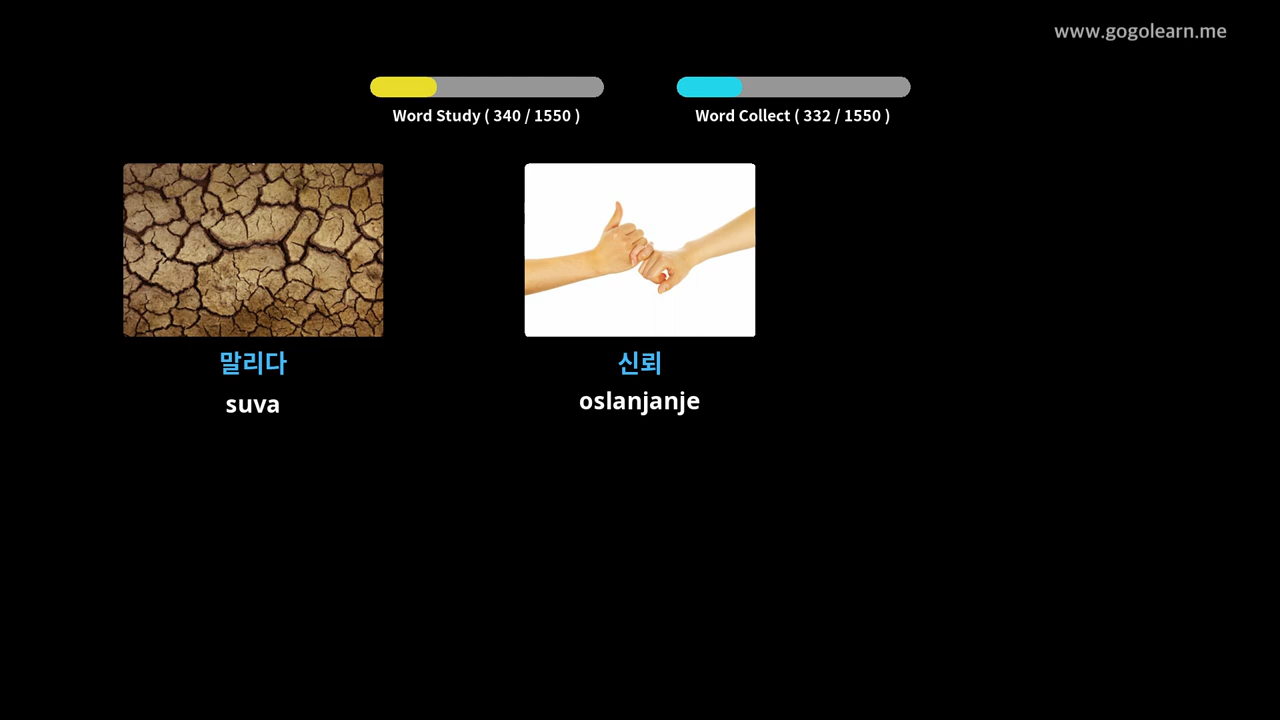 www.gogolearn.me
Word Study ( 340 / 1550 )
Word Collect ( 332 / 1550 )
말리다
suva
신뢰
oslanjanje